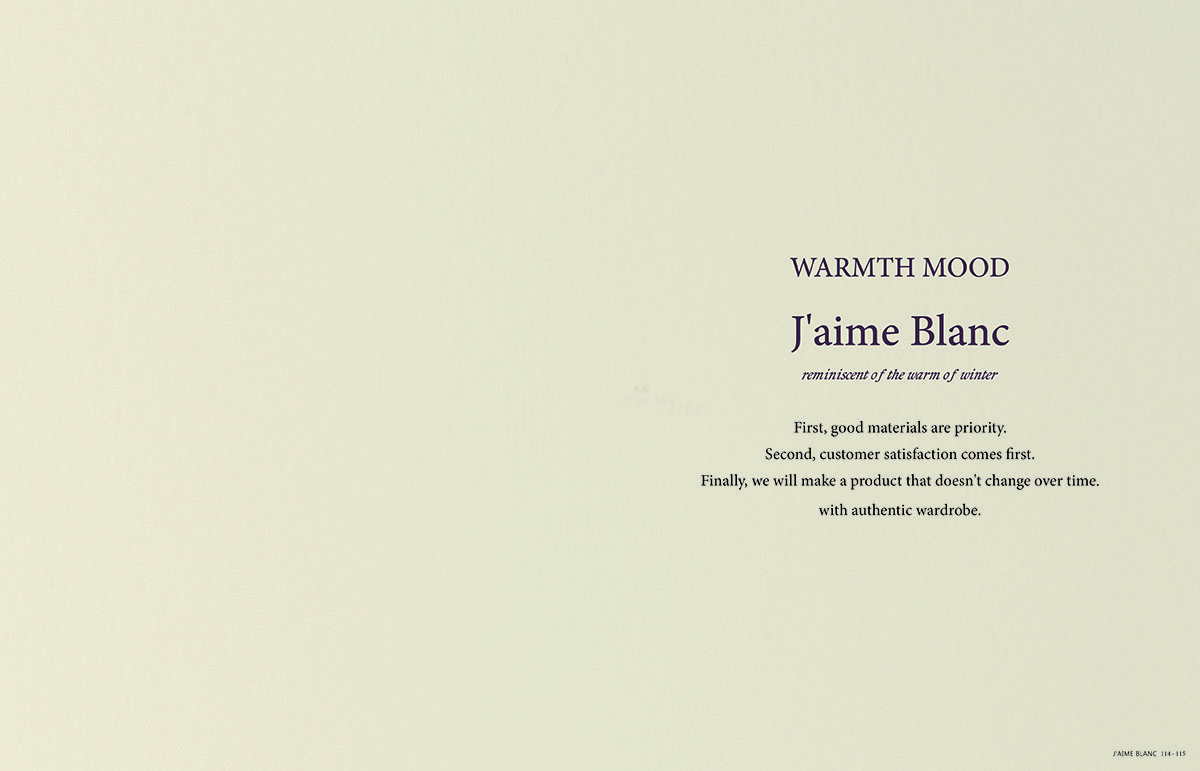 WARMTH MOOD
J'aime Blanc
reminiscent of the warm of winter
First, good materials are priority.
Second, customer satisfaction comes first.
Finally, we will make a product that doesn't change over time.
with authentic wardrobe.
J'AIME BLANC 114 - 115